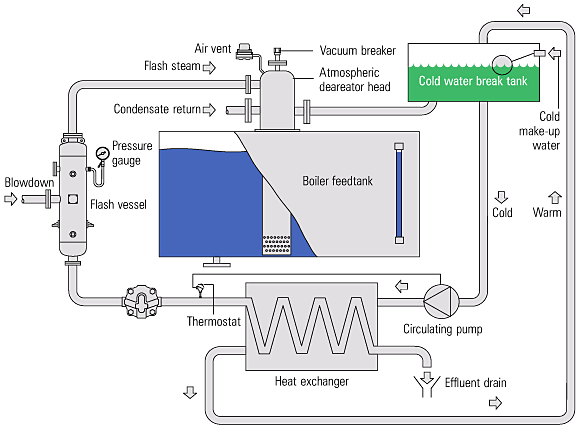 Air vent
Vacuum breaker
Flash steam
Atmospheric
deareator head
Cold water break tank
Condensate return
Cold
make-up
water
Pressure
gauge
Boiler feedtank
Blowdown
Flash vessel
Cold
Warm
Thermostat
Circulating pump
Heat exchanger
Effluent drain